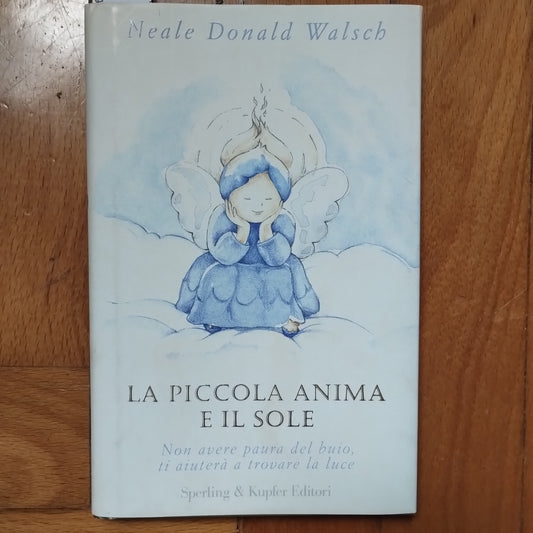 Neale Donald Walsch
LA PICCOLA ANIMA
E IL SOLE
Non avere paura del buio,
ti aiuterà a trovare la luce
Sperling & Kupfer Editori